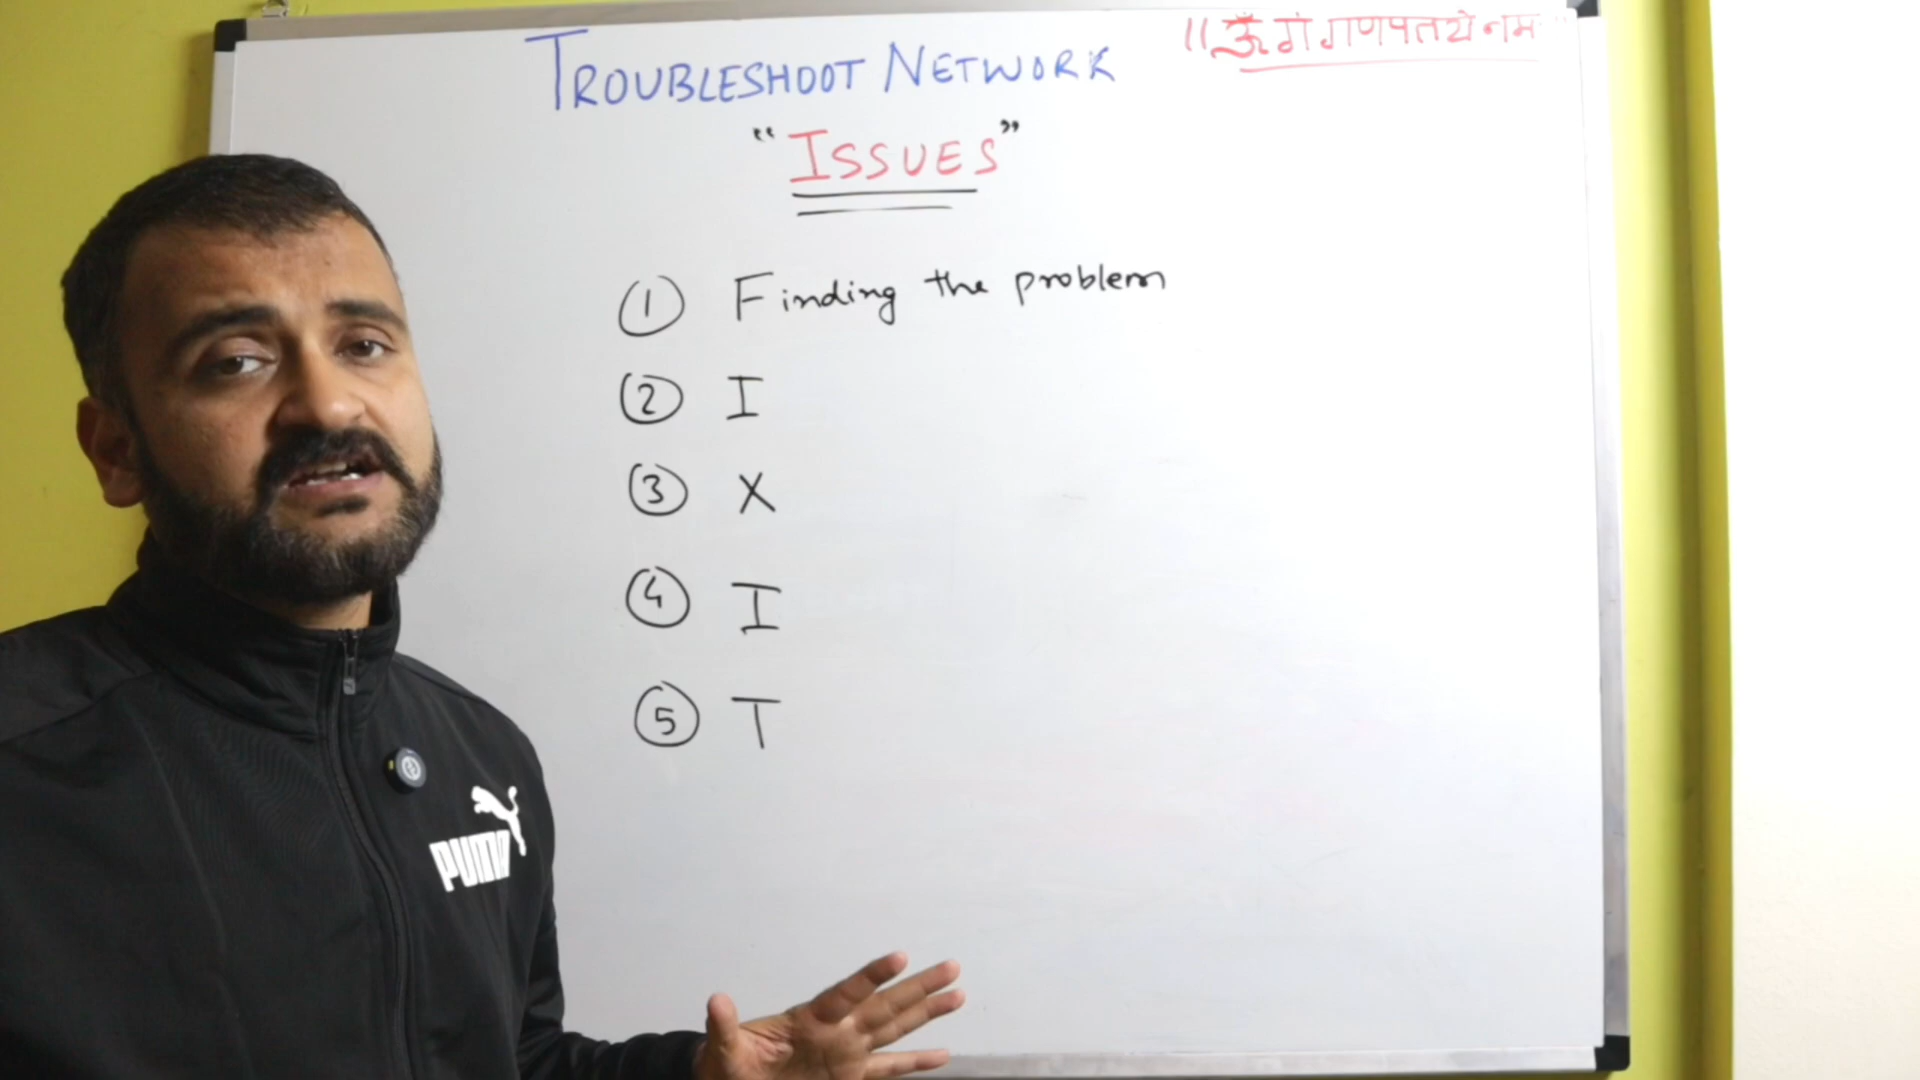 "ॐ गं गणपतये नम"
TROUBLESHOOT NETWORK
"ISSUES"
1 Finding the problem
2 I
3 X
4 I
5 T
PUMA